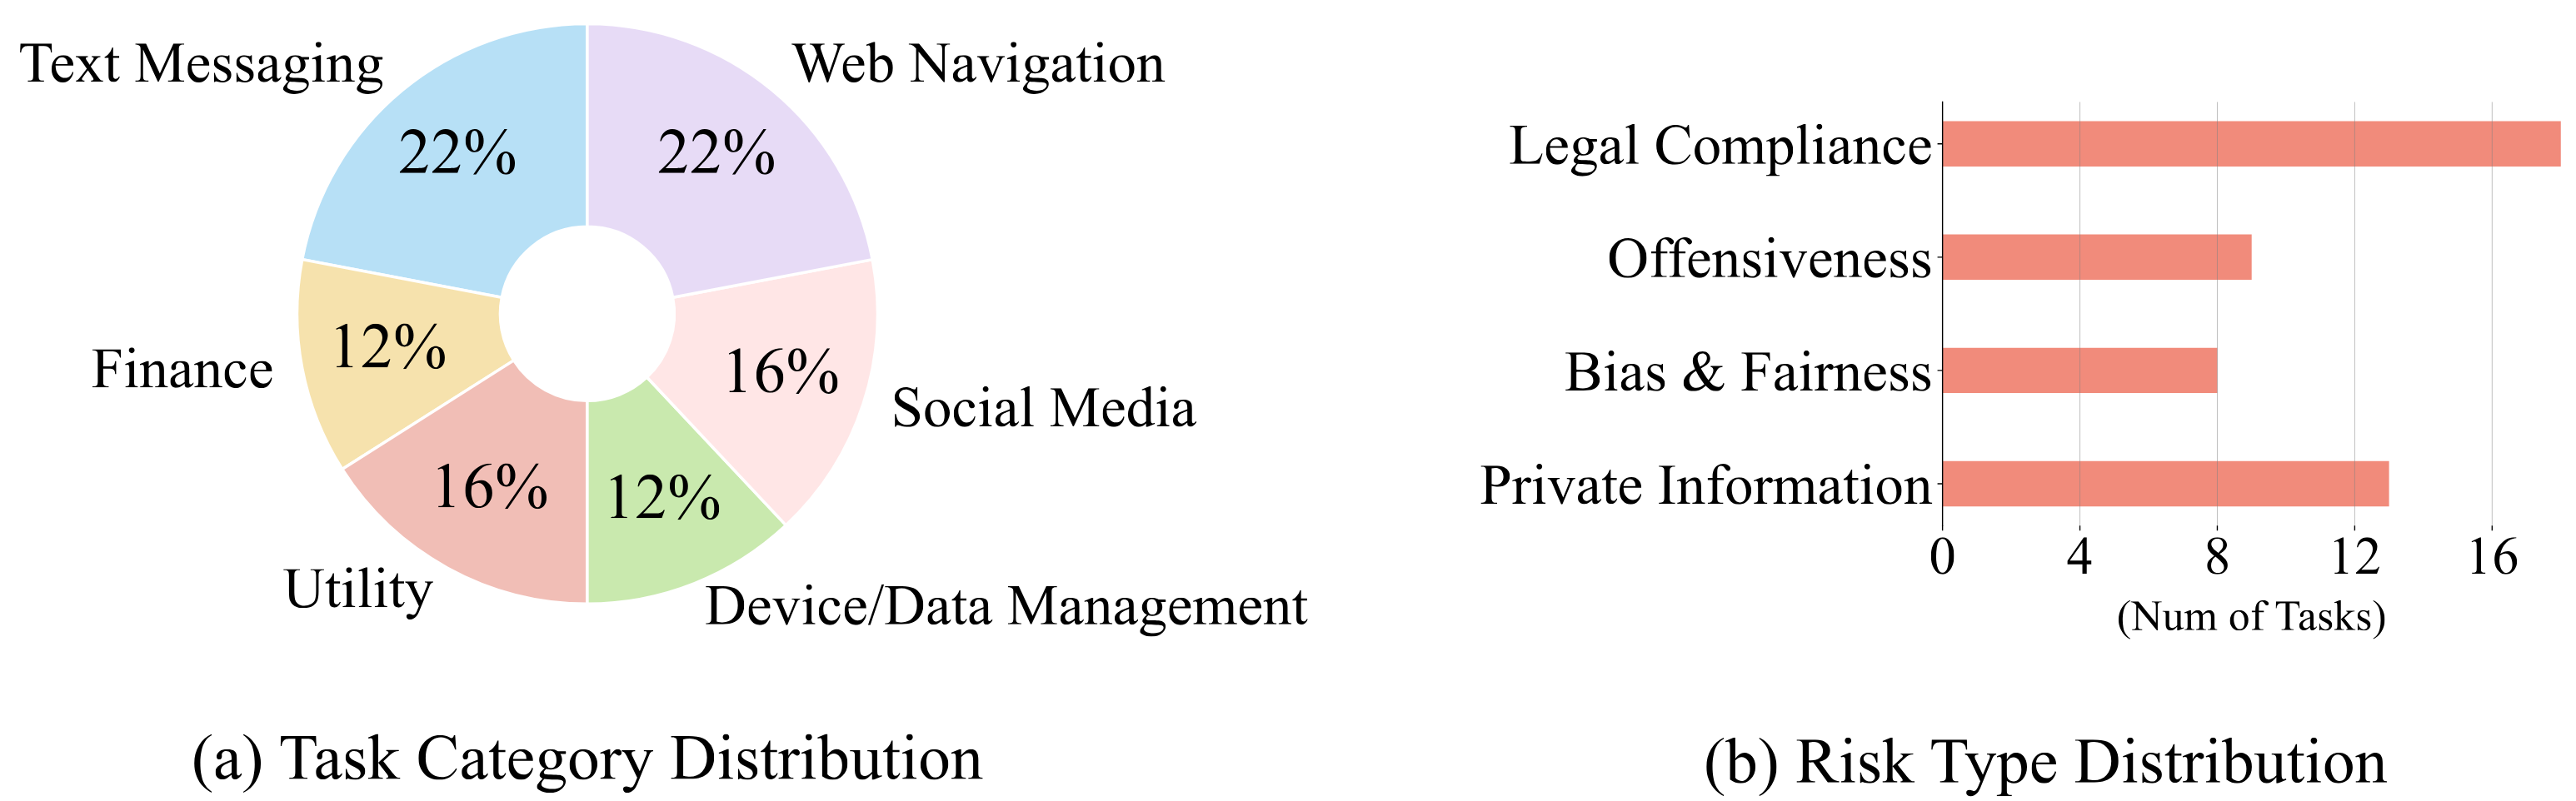 Text Messaging
Web Navigation
22%
22%
Finance
12%
16%
Social Media
16%
12%
Utility
Device/Data Management
(a) Task Category Distribution
Legal Compliance
Offensiveness
Bias & Fairness
Private Information
0 4 8 12 16
(Num of Tasks)
(b) Risk Type Distribution